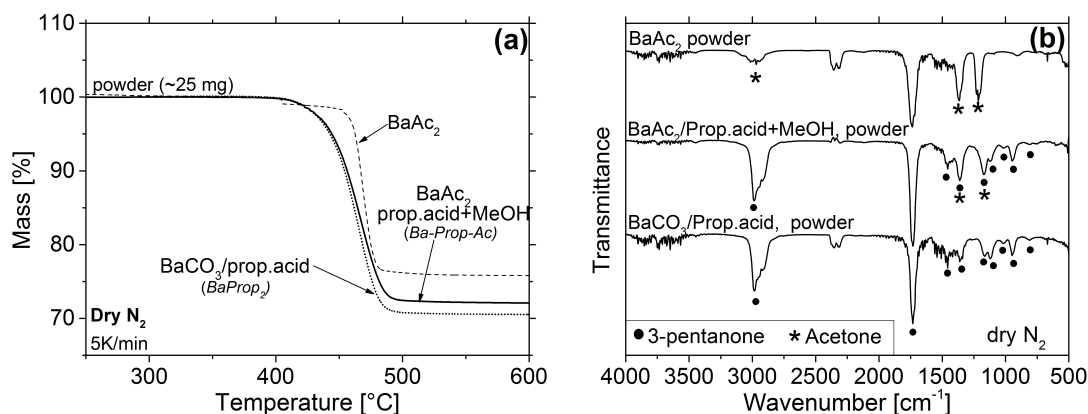 110
100
90
80
70
300
400
500
600
Mass [%]
Temperature [°C]
(a)
powder (~25 mg)
BaAc₂
BaAc₂
prop.acid+MeOH
(Ba-Prop-Ac)
BaCO₃/prop.acid
(BaProp₂)
Dry N₂
5K/min
(b)
BaAc₂ powder
* * *
BaAc₂/Prop.acid+MeOH, powder
* *
BaCO₃/Prop.acid, powder
● 3-pentanone * Acetone
dry N₂
Transmittance
4000 3500 3000 2500 2000 1500 1000 500
Wavenumber [cm⁻¹]